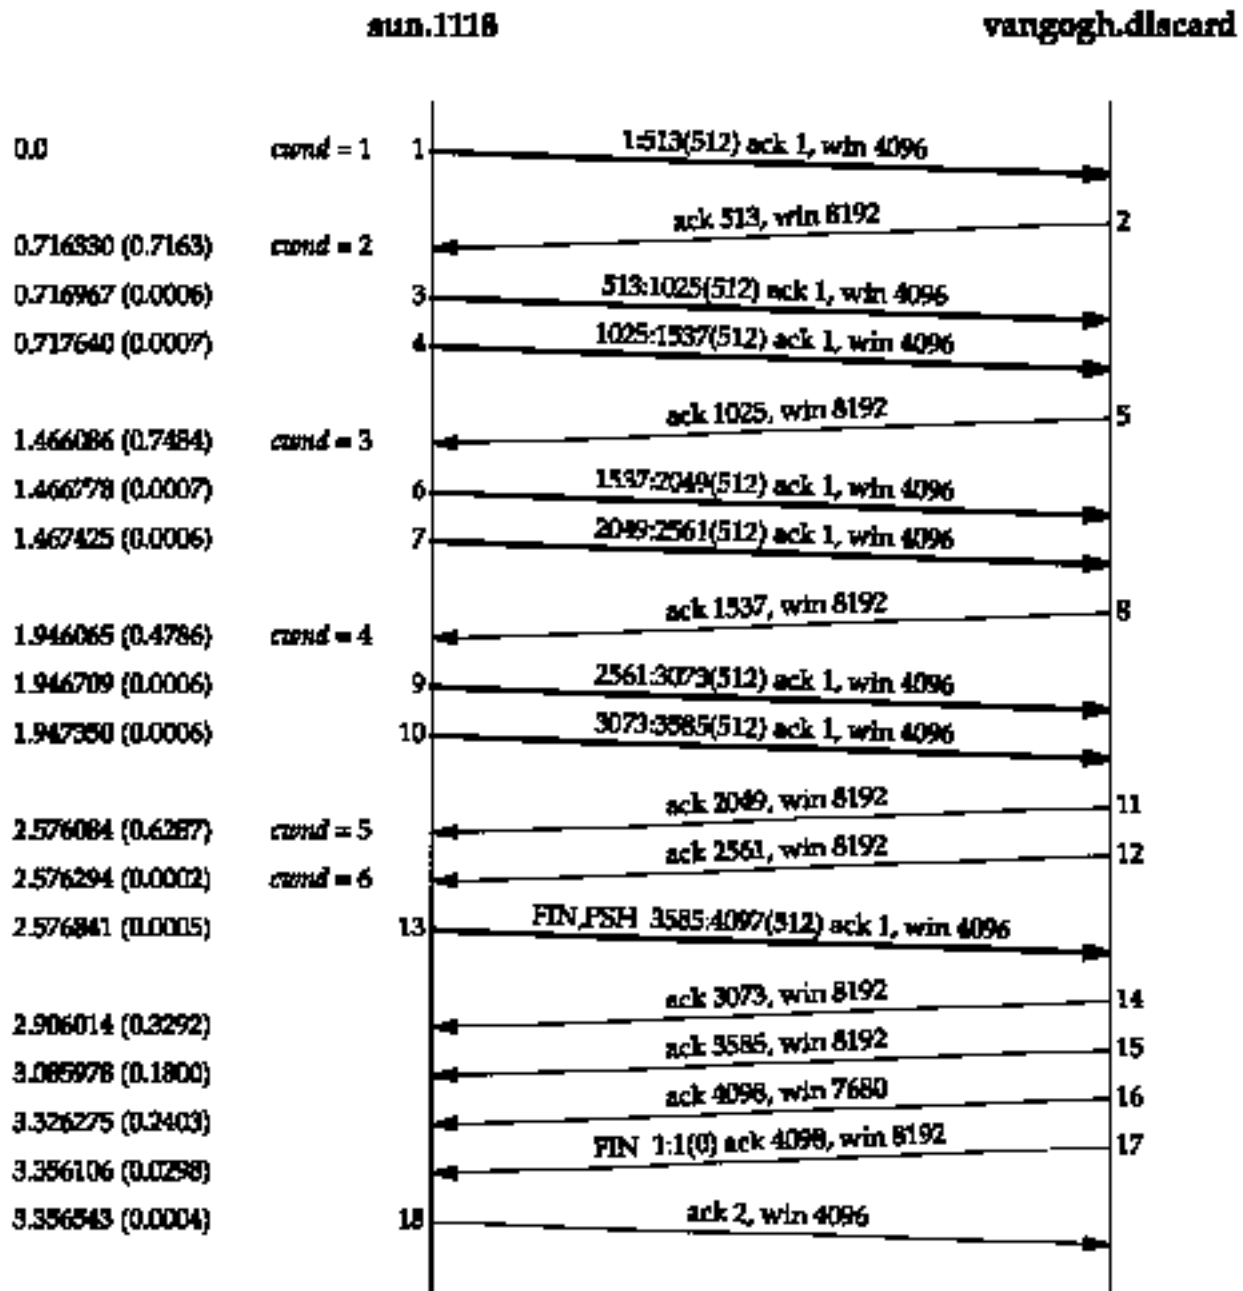 sun.1118 vangogh.discard
0.0 cwnd = 1 1 1:513(512) ack 1, win 4096
ack 513, win 8192 2
0.716330 (0.7163) cwnd = 2
0.716967 (0.0006) 3 513:1025(512) ack 1, win 4096
0.717640 (0.0007) 4 1025:1537(512) ack 1, win 4096
ack 1025, win 8192 5
1.466086 (0.7484) cwnd = 3
1.466778 (0.0007) 6 1537:2049(512) ack 1, win 4096
1.467425 (0.0006) 7 2049:2561(512) ack 1, win 4096
ack 1537, win 8192 8
1.946065 (0.4786) cwnd = 4
1.946709 (0.0006) 9 2561:3073(512) ack 1, win 4096
1.947350 (0.0006) 10 3073:3585(512) ack 1, win 4096
ack 2049, win 8192 11
2.576084 (0.6287) cwnd = 5
ack 2561, win 8192 12
2.576294 (0.0002) cwnd = 6
2.576841 (0.0005) 13 FIN,PSH 3585:4097(512) ack 1, win 4096
ack 3073, win 8192 14
2.906014 (0.3292)
ack 3585, win 8192 15
3.085978 (0.1800)
ack 4098, win 7680 16
3.326275 (0.2403)
FIN 1:1(0) ack 4098, win 8192 17
3.356106 (0.0298)
3.356543 (0.0004) 18 ack 2, win 4096